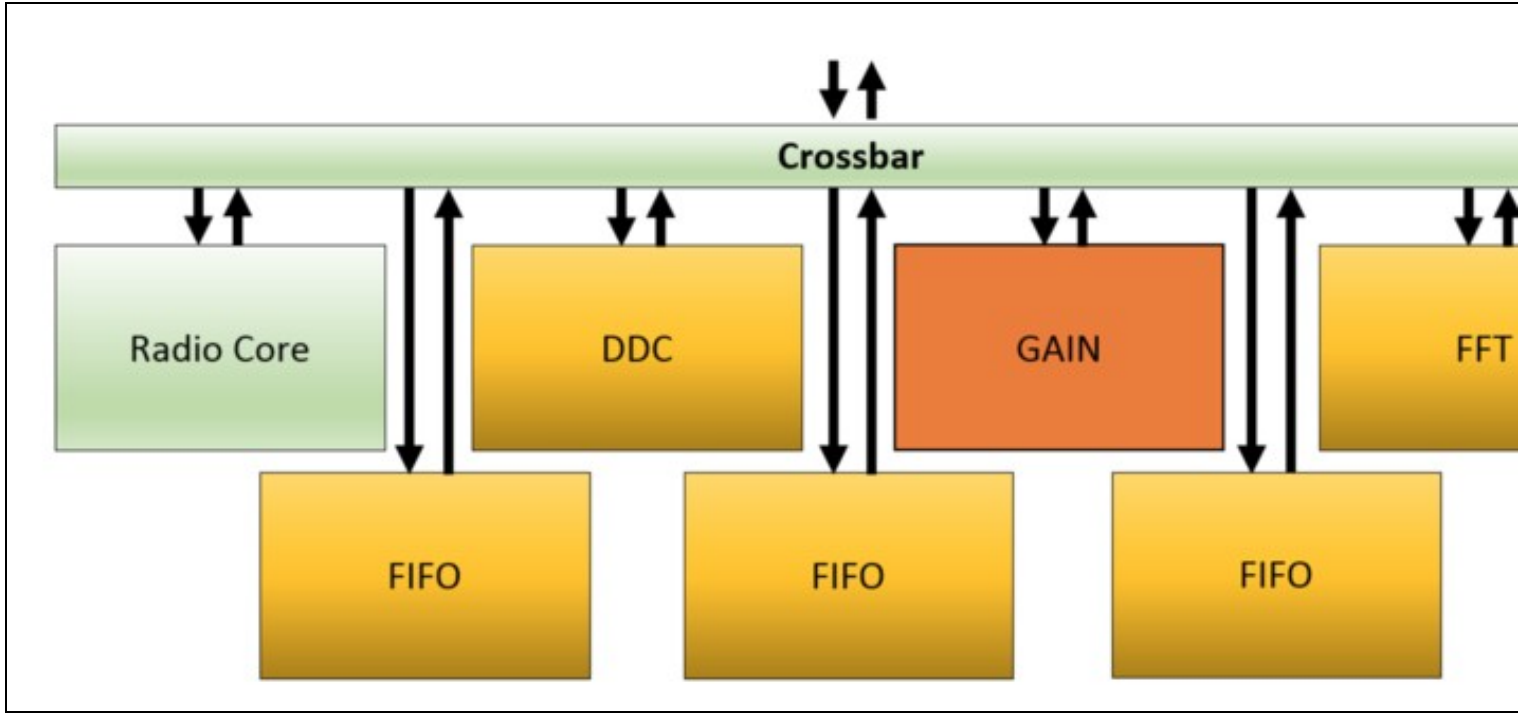 Crossbar
Radio Core
DDC
GAIN
FFT
FIFO
FIFO
FIFO